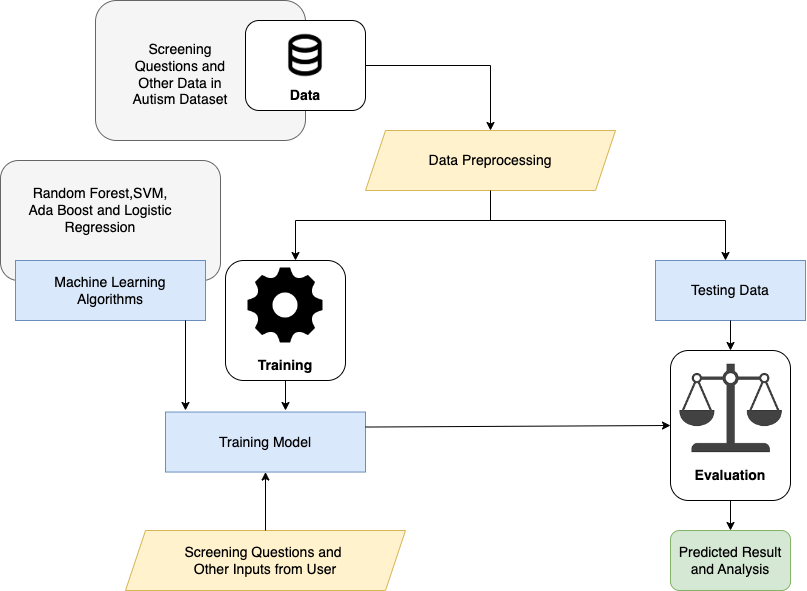 Screening
Questions and
Other Data in
Autism Dataset
Data
Data Preprocessing
Random Forest,SVM,
Ada Boost and Logistic
Regression
Machine Learning
Algorithms
Training
Testing Data
Training Model
Evaluation
Screening Questions and
Other Inputs from User
Predicted Result
and Analysis